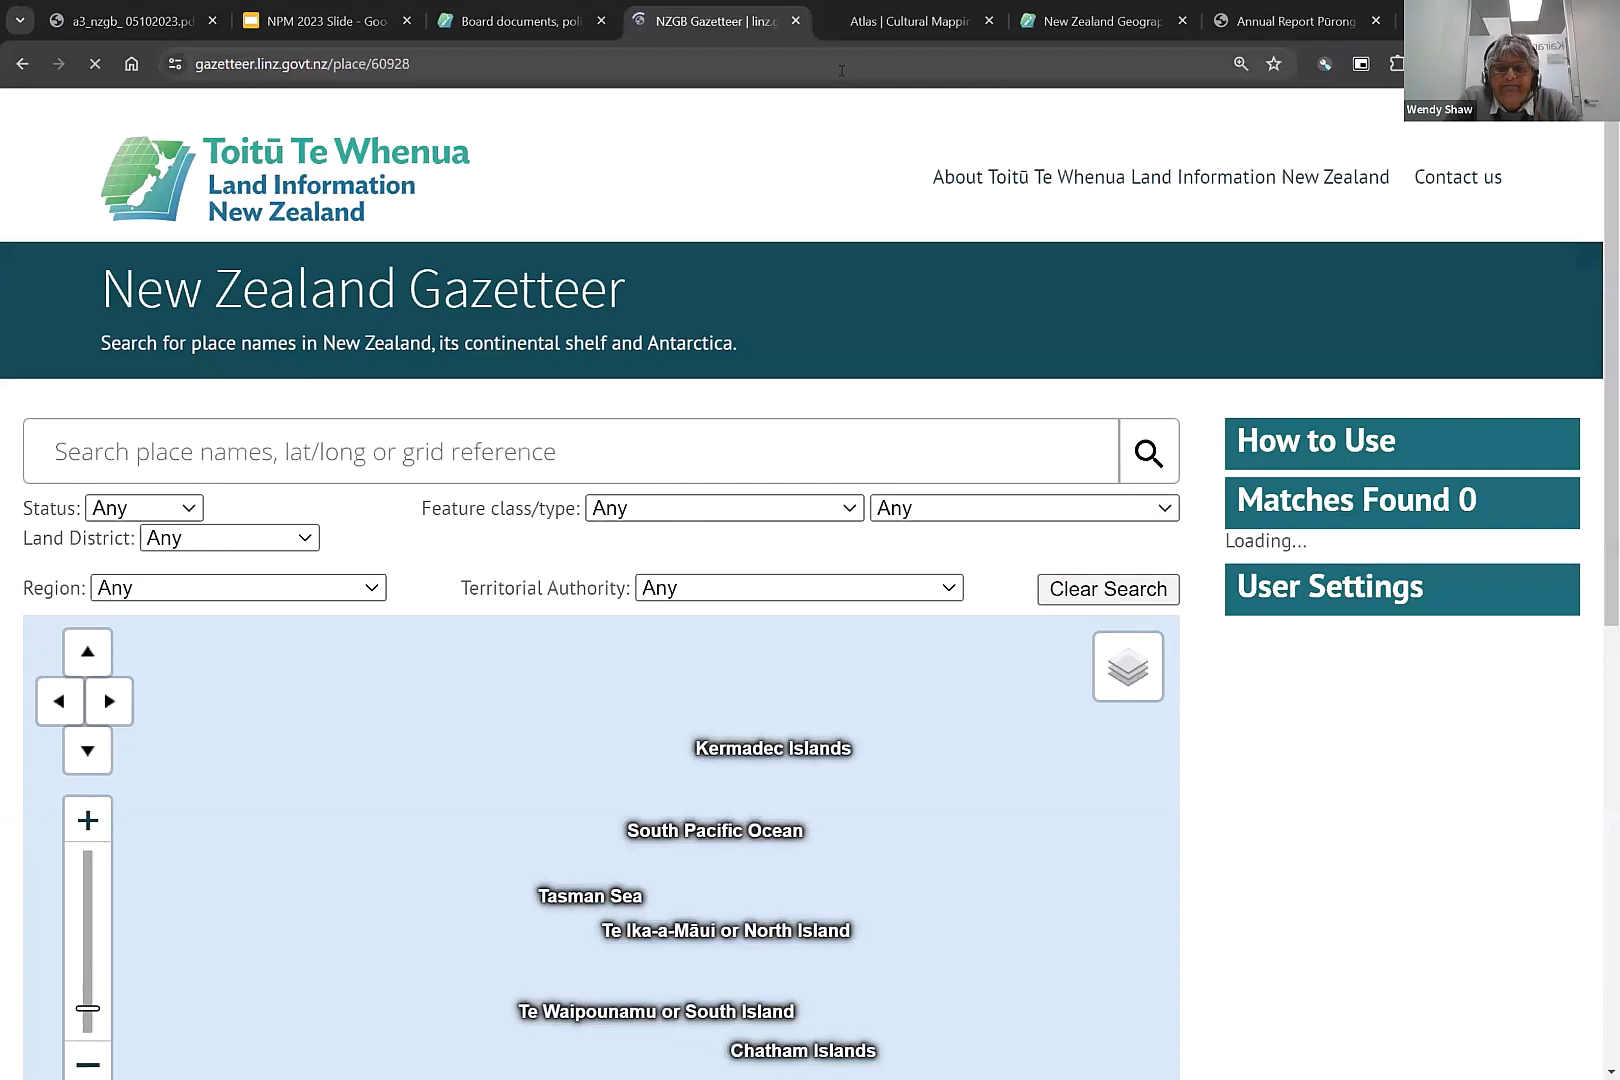 a3_nzgb_ 05102023.pd
NPM 2023 Slide - Goo
Board documents, poli
NZGB Gazetteer | linz.g
Atlas | Cultural Mappin
New Zealand Geograp
Annual Report Pūrong
gazetteer.linz.govt.nz/place/60928
Wendy Shaw
Toitū Te Whenua
Land Information
New Zealand
About Toitū Te Whenua Land Information New Zealand
Contact us
New Zealand Gazetteer
Search for place names in New Zealand, its continental shelf and Antarctica.
Search place names, lat/long or grid reference
Status: Any
Feature class/type: Any Any
Land District: Any
Region: Any
Territorial Authority: Any
Clear Search
How to Use
Matches Found 0
Loading...
User Settings
Kermadec Islands
South Pacific Ocean
Tasman Sea
Te Ika-a-Māui or North Island
Te Waipounamu or South Island
Chatham Islands